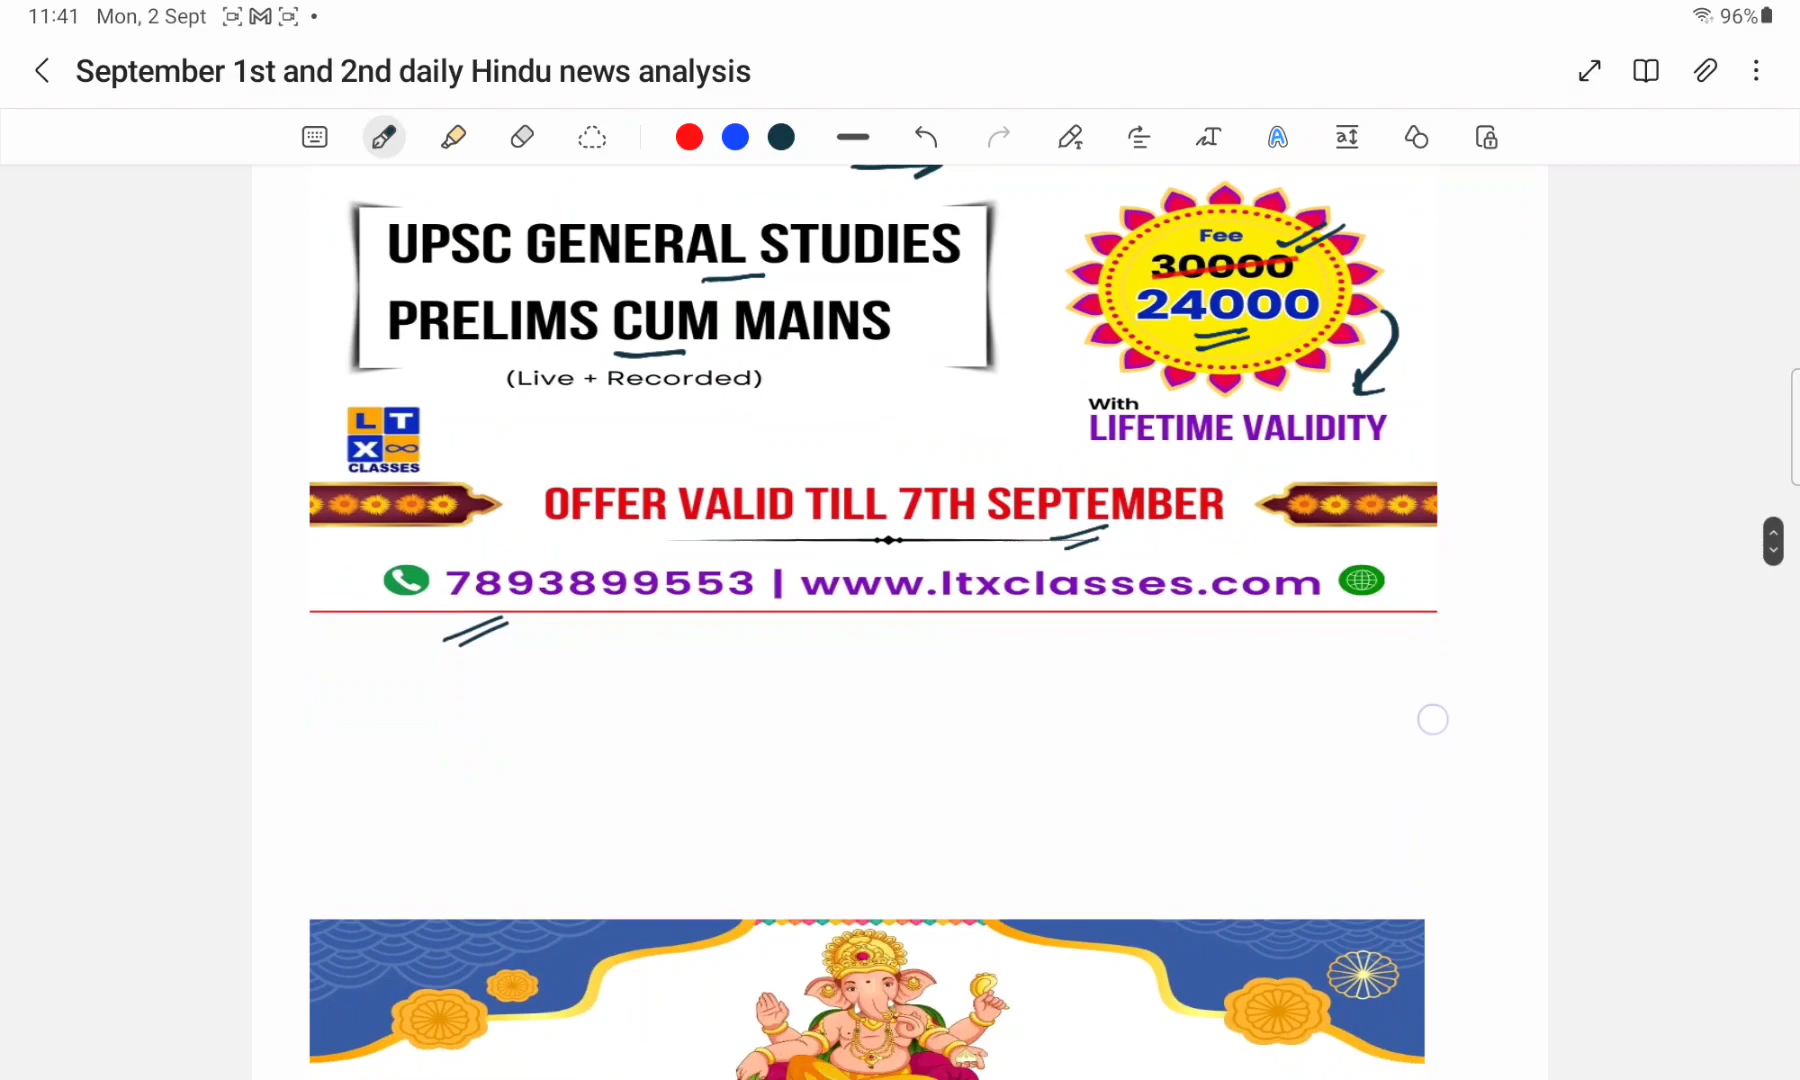 11:41 Mon, 2 Sept
96%
September 1st and 2nd daily Hindu news analysis
UPSC GENERAL STUDIES
PRELIMS CUM MAINS
(Live + Recorded)
Fee
30000
24000
With
LIFETIME VALIDITY
L T
X ∞
CLASSES
OFFER VALID TILL 7TH SEPTEMBER
7893899553 | www.ltxclasses.com